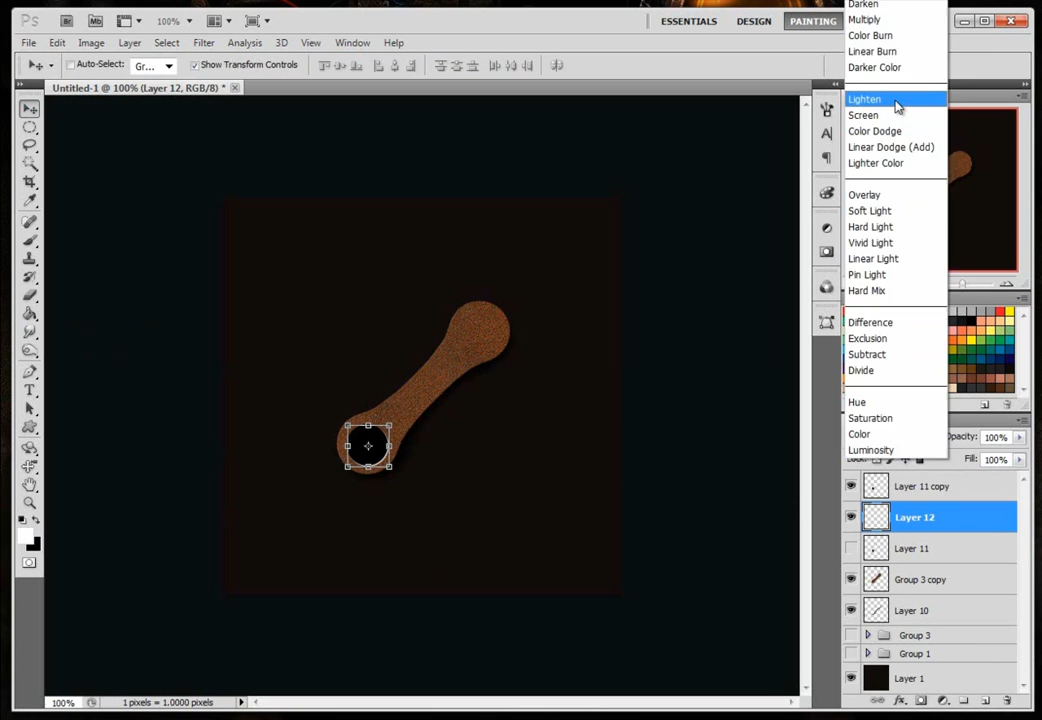 Ps Br Mb 100% ESSENTIALS DESIGN PAINTING
File Edit Image Layer Select Filter Analysis 3D View Window Help
Auto-Select: Gr... Show Transform Controls
Untitled-1 @ 100% (Layer 12, RGB/8) *
Darken
Multiply
Color Burn
Linear Burn
Darker Color
Lighten
Screen
Color Dodge
Linear Dodge (Add)
Lighter Color
Overlay
Soft Light
Hard Light
Vivid Light
Linear Light
Pin Light
Hard Mix
Difference
Exclusion
Subtract
Divide
Hue
Saturation
Color
Luminosity
Opacity: 100%
Lock: Fill: 100%
Layer 11 copy
Layer 12
Layer 11
Group 3 copy
Layer 10
Group 3
Group 1
Layer 1
100% 1 pixels = 1.0000 pixels